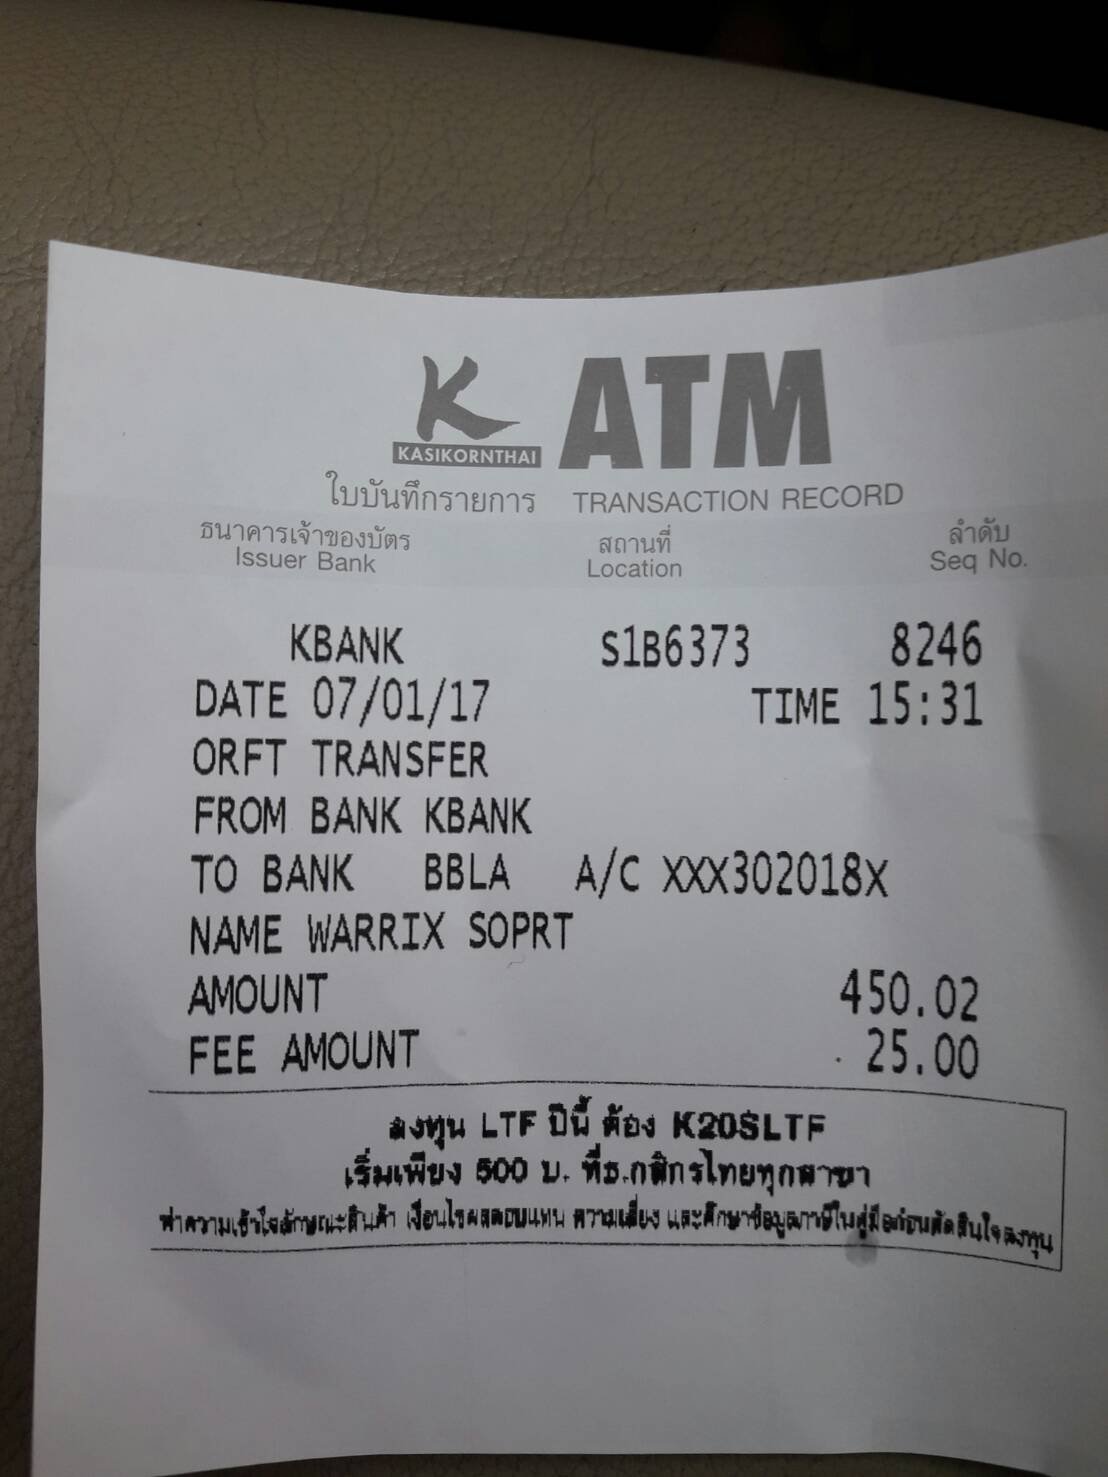 K ATM
KASIKORNTHAI
ใบบันทึกรายการ TRANSACTION RECORD
ธนาคารเจ้าของบัตร สถานที่ ลำดับ
Issuer Bank Location Seq No.
KBANK S1B6373 8246
DATE 07/01/17 TIME 15:31
ORFT TRANSFER
FROM BANK KBANK
TO BANK BBLA A/C XXX302018X
NAME WARRIX SOPRT
AMOUNT 450.02
FEE AMOUNT 25.00
ลงทุน LTF ปีนี้ ต้อง K20SLTF
เริ่มเพียง 500 บ. ที่ธ.กสิกรไทยทุกสาขา
ทำความเข้าใจลักษณะสินค้า เงื่อนไขผลตอบแทน ความเสี่ยง และศึกษาข้อมูลภาษีในคู่มือก่อนตัดสินใจลงทุน